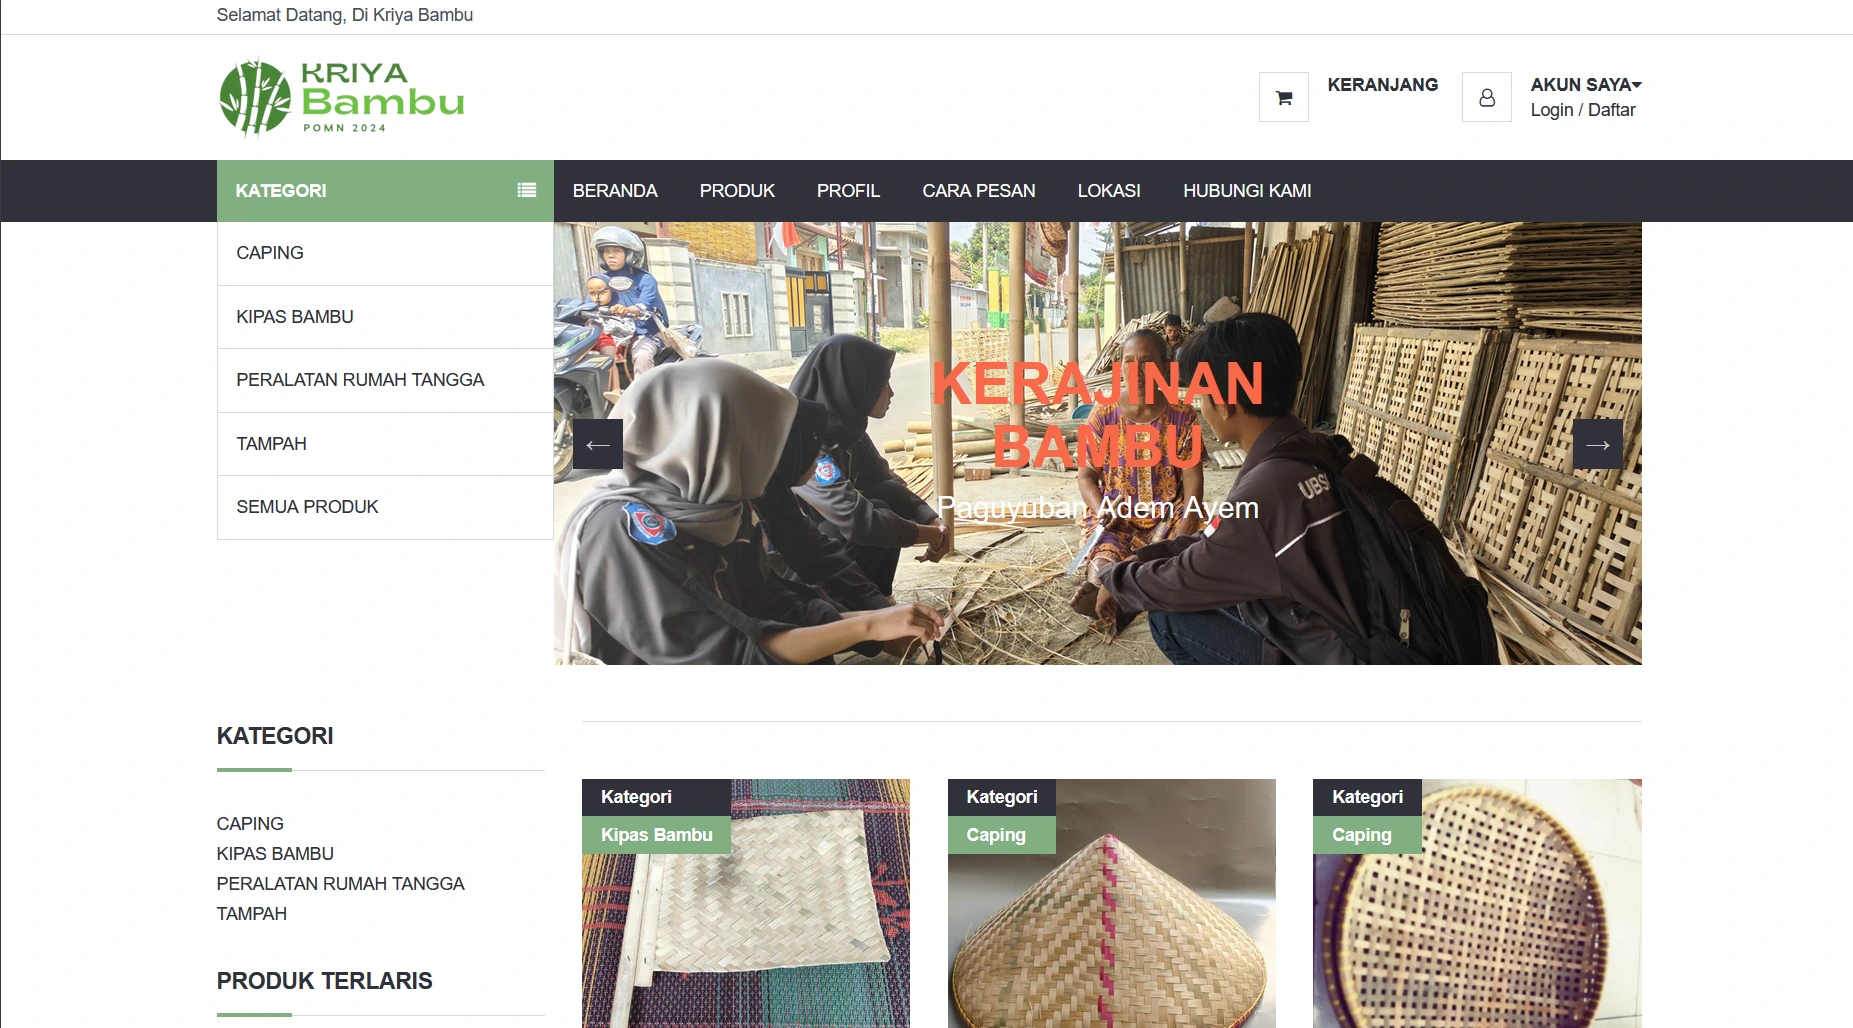 Selamat Datang, Di Kriya Bambu
KRIYA
Bambu
POMN 2024
KERANJANG
AKUN SAYA
Login / Daftar
KATEGORI
BERANDA
PRODUK
PROFIL
CARA PESAN
LOKASI
HUBUNGI KAMI
CAPING
KIPAS BAMBU
PERALATAN RUMAH TANGGA
TAMPAH
SEMUA PRODUK
←
KERAJINAN
BAMBU
Paguyuban Adem Ayem
UBSI
→
KATEGORI
CAPING
KIPAS BAMBU
PERALATAN RUMAH TANGGA
TAMPAH
PRODUK TERLARIS
Kategori
Kipas Bambu
Kategori
Caping
Kategori
Caping